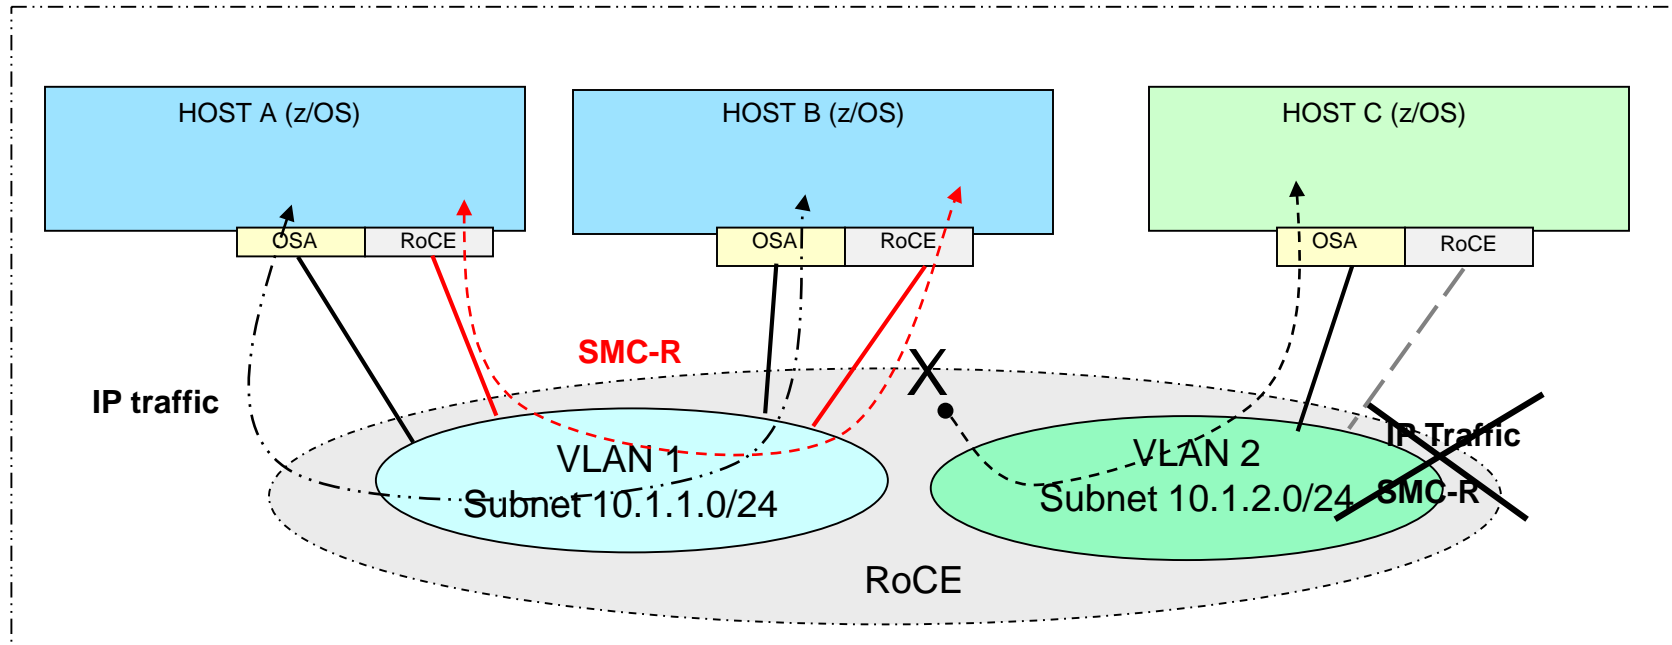 HOST A (z/OS)
HOST B (z/OS)
HOST C (z/OS)
OSA
RoCE
OSA
RoCE
OSA
RoCE
SMC-R
IP traffic
X
IP Traffic
SMC-R
VLAN 1
Subnet 10.1.1.0/24
VLAN 2
Subnet 10.1.2.0/24
RoCE